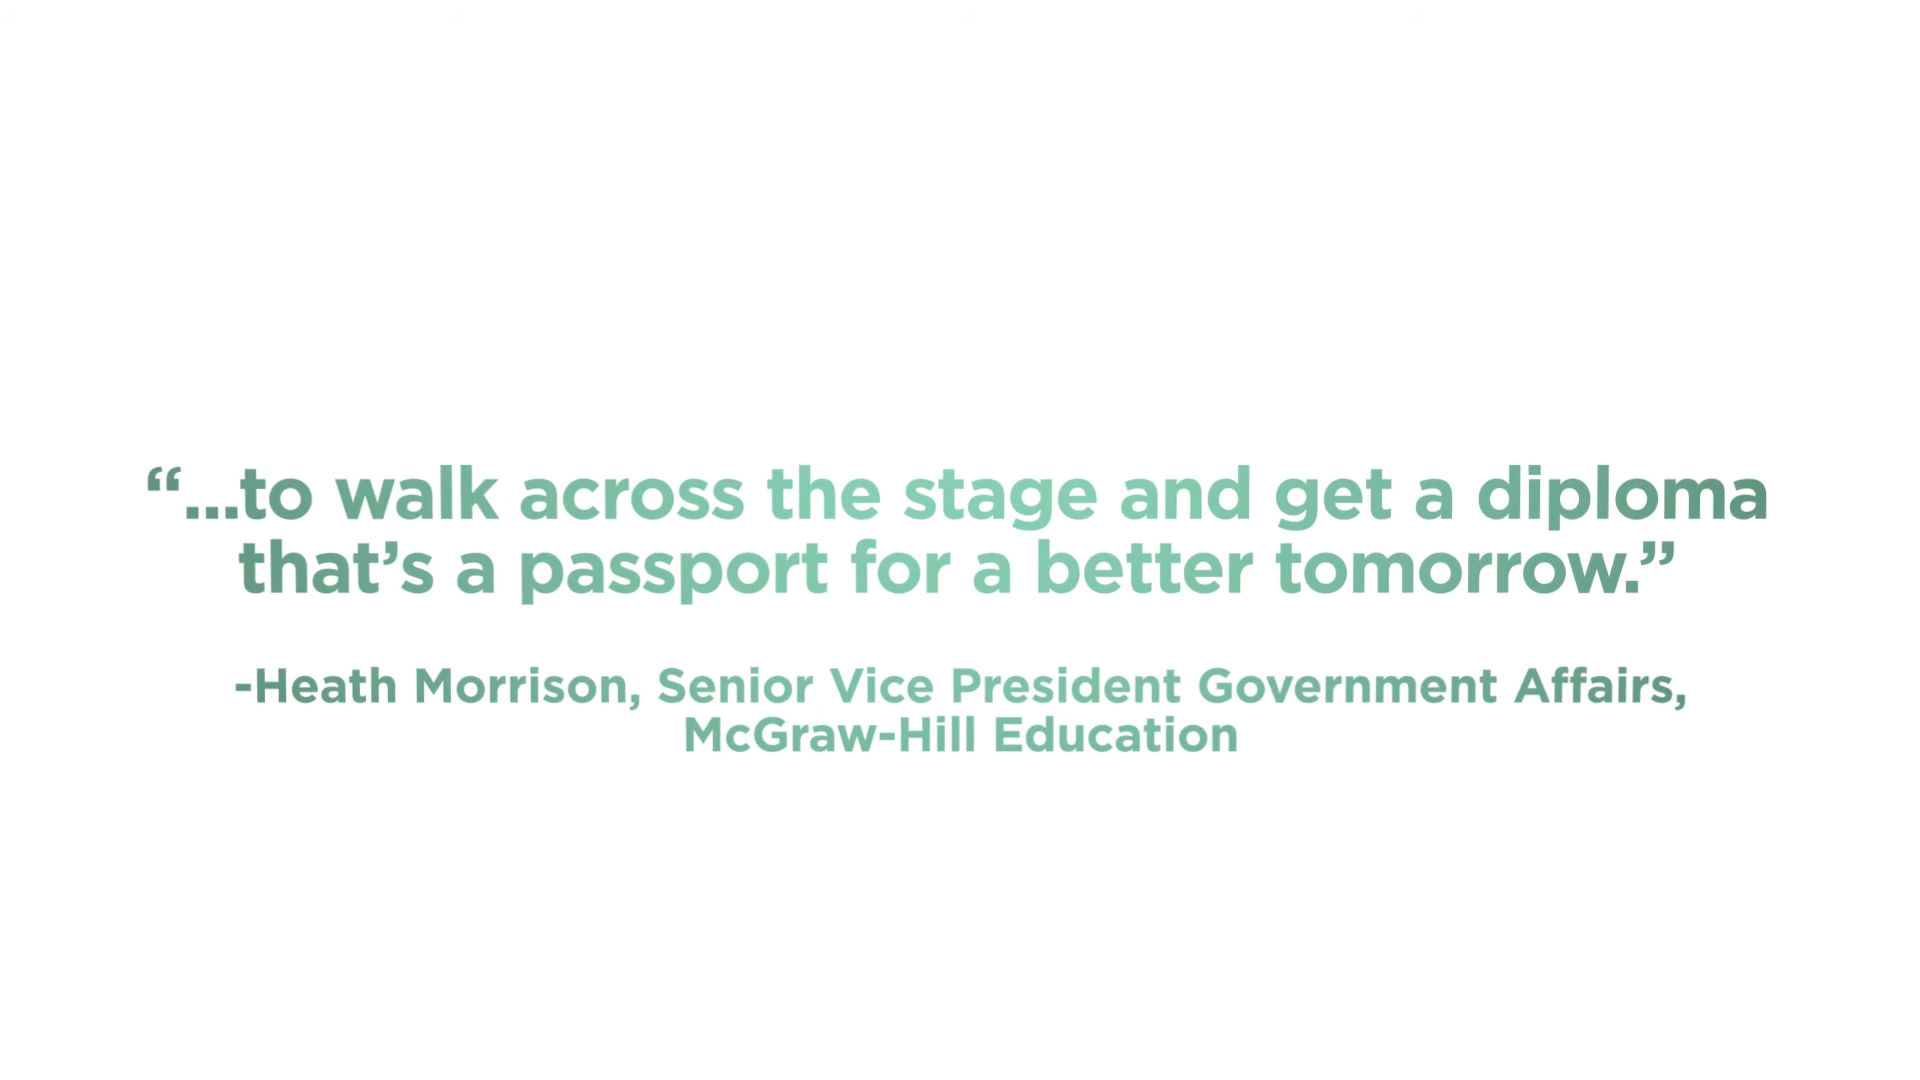 “...to walk across the stage and get a diploma
that’s a passport for a better tomorrow.”
-Heath Morrison, Senior Vice President Government Affairs,
McGraw-Hill Education